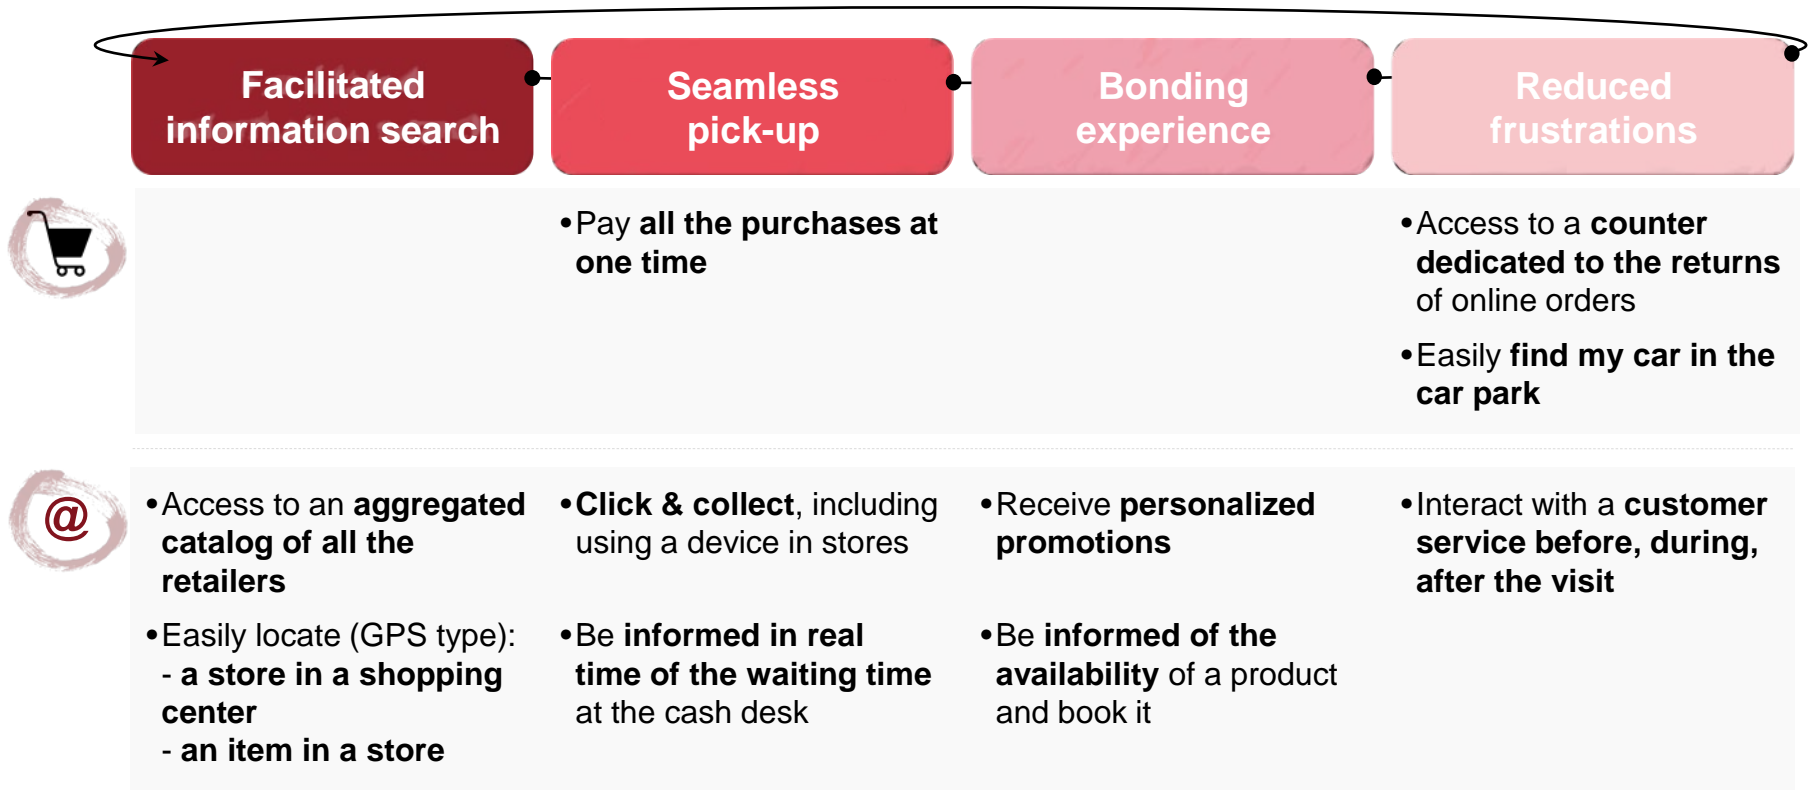 Facilitated
information search
Seamless
pick-up
Bonding
experience
Reduced
frustrations
•Pay all the purchases at
one time
•Access to a counter
dedicated to the returns
of online orders
•Easily find my car in the
car park
@
•Access to an aggregated
catalog of all the
retailers
•Easily locate (GPS type):
- a store in a shopping
center
- an item in a store
•Click & collect, including
using a device in stores
•Be informed in real
time of the waiting time
at the cash desk
•Receive personalized
promotions
•Be informed of the
availability of a product
and book it
•Interact with a customer
service before, during,
after the visit